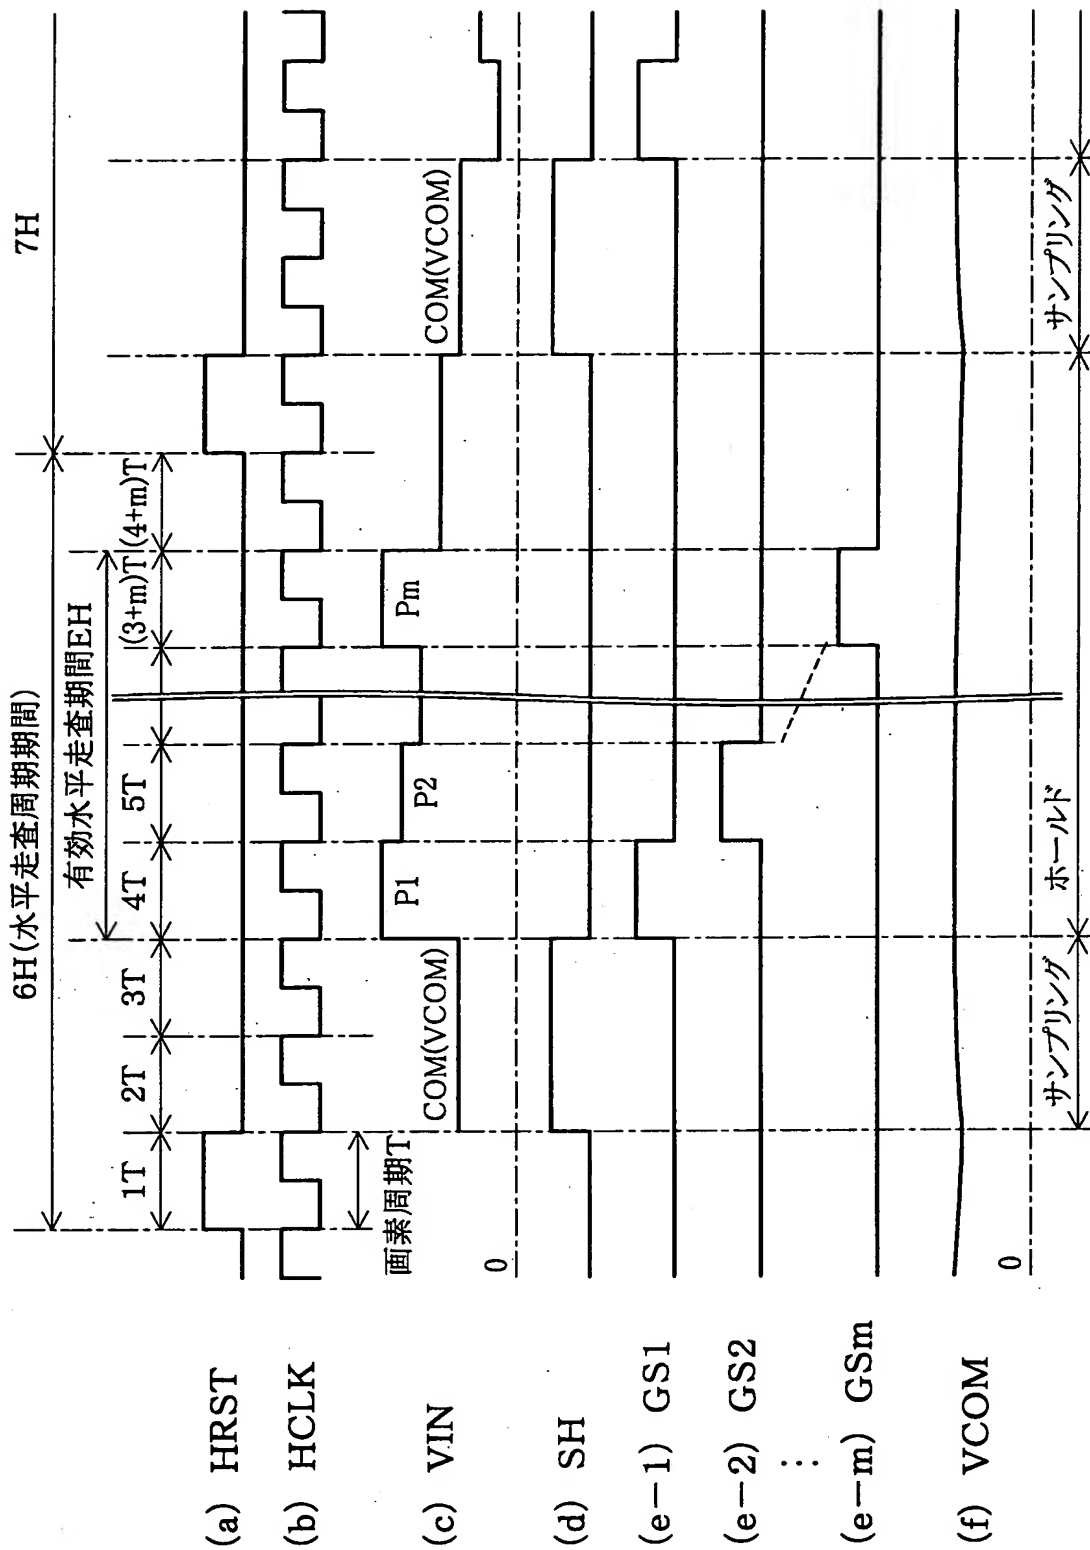 6H(水平走査周期期間)
7H
有効水平走査期間EH
1T
2T
3T
4T
5T
(3+m)T
(4+m)T
(a) HRST
(b) HCLK
画素周期T
(c) VIN
COM(VCOM)
P1
P2
Pm
COM(VCOM)
0
(d) SH
(e-1) GS1
(e-2) GS2
⋮
(e-m) GSm
(f) VCOM
0
サンプリング
ホールド
サンプリング